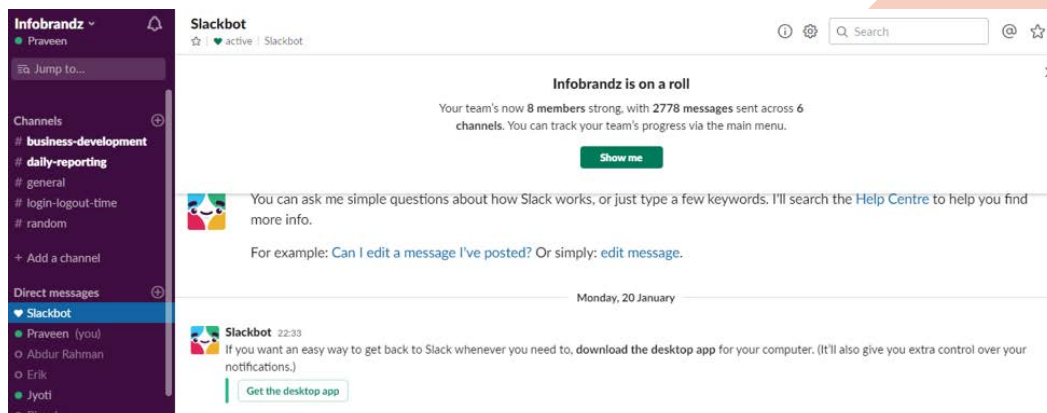 Infobrandz
Praveen
Jump to...
Channels
# business-development
# daily-reporting
# general
# login-logout-time
# random
+ Add a channel
Direct messages
Slackbot
Praveen (you)
Abdur Rahman
Erik
Jyoti
Slackbot
active | Slackbot
Search
Infobrandz is on a roll
Your team's now 8 members strong, with 2778 messages sent across 6
channels. You can track your team's progress via the main menu.
Show me
You can ask me simple questions about how Slack works, or just type a few keywords. I'll search the Help Centre to help you find
more info.
For example: Can I edit a message I've posted? Or simply: edit message.
Monday, 20 January
Slackbot 22:33
If you want an easy way to get back to Slack whenever you need to, download the desktop app for your computer. (It'll also give you extra control over your
notifications.)
Get the desktop app